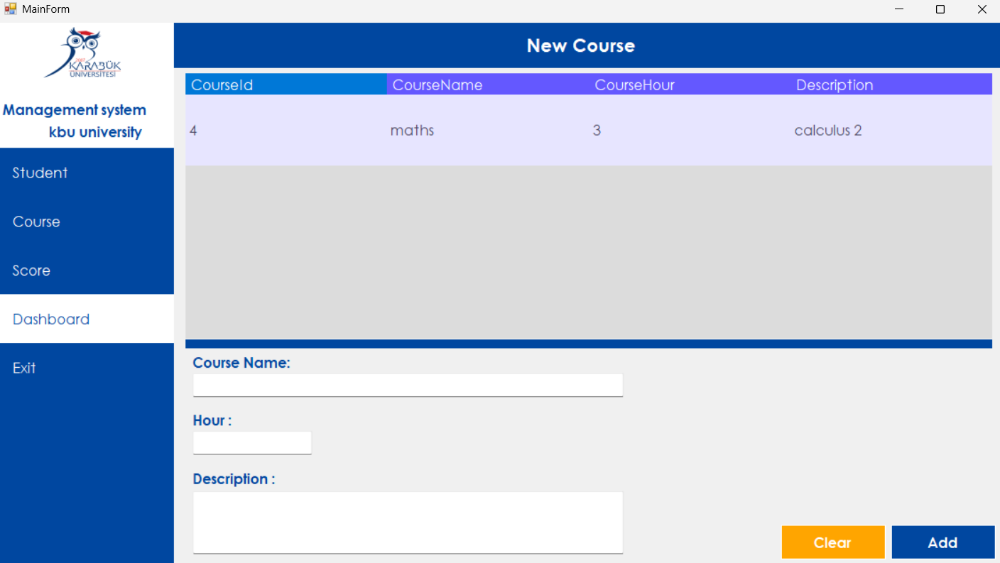 MainForm
KARABÜK
ÜNİVERSİTESİ
Management system
kbu university
Student
Course
Score
Dashboard
Exit
New Course
CourseId CourseName CourseHour Description
4 maths 3 calculus 2
Course Name:
Hour :
Description :
Clear Add